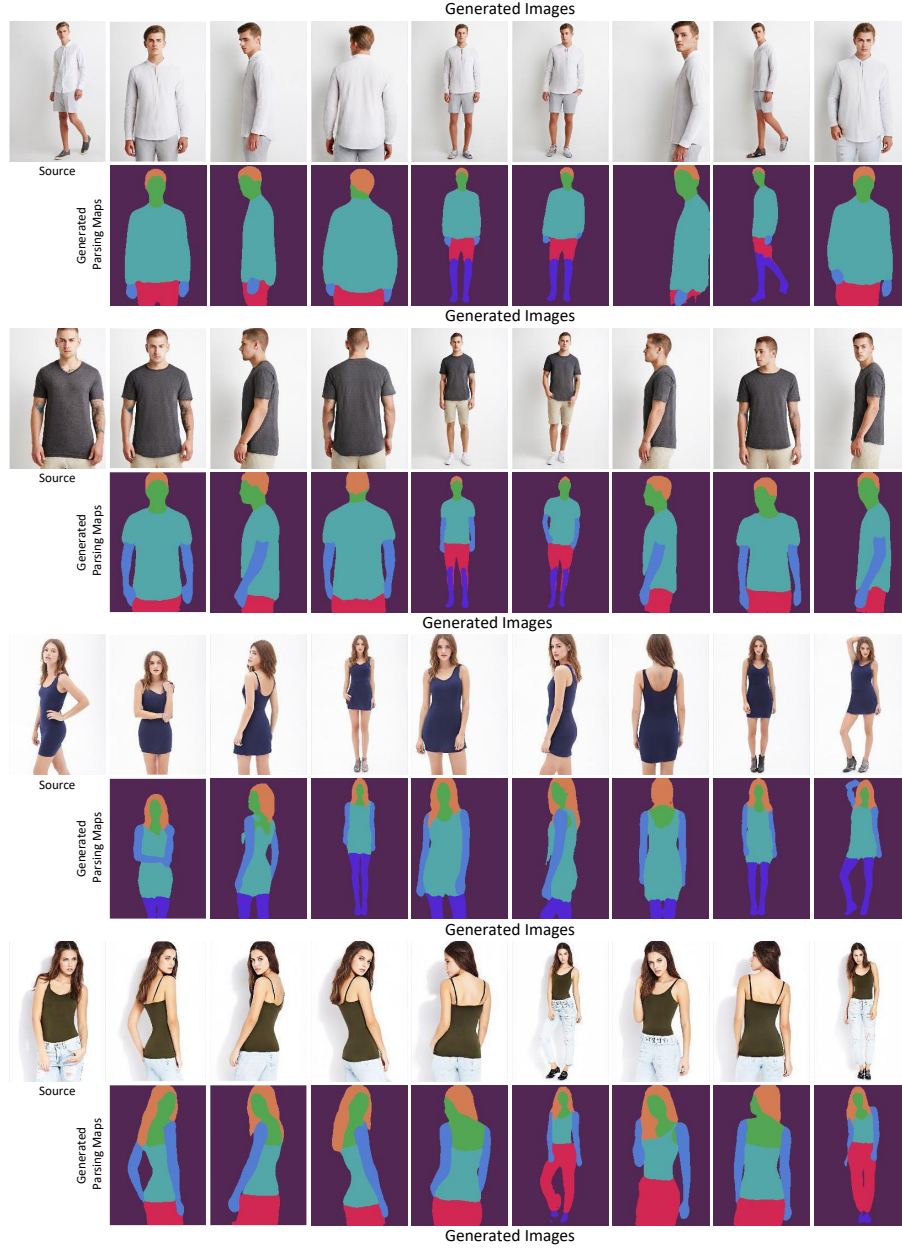 Generated Images
Source
Generated
Parsing Maps
Generated Images
Source
Generated
Parsing Maps
Generated Images
Source
Generated
Parsing Maps
Generated Images
Source
Generated
Parsing Maps
Generated Images